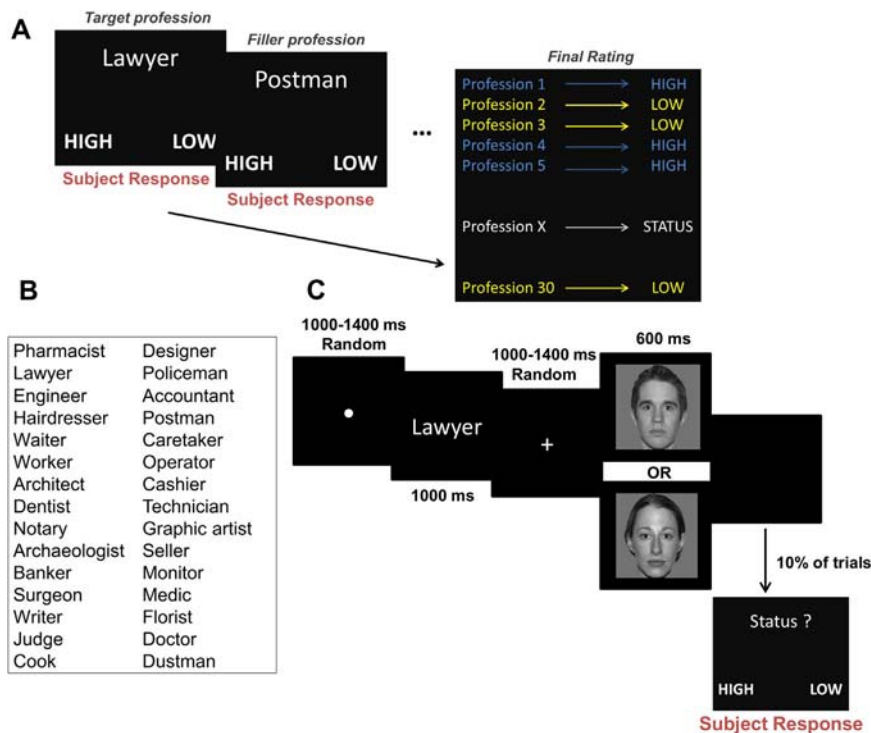 A
Target profession
Lawyer
HIGH LOW
Subject Response
Filler profession
Postman
HIGH LOW
Subject Response
...
Final Rating
Profession 1 HIGH
Profession 2 LOW
Profession 3 LOW
Profession 4 HIGH
Profession 5 HIGH
Profession X STATUS
Profession 30 LOW
B
Pharmacist Designer
Lawyer Policeman
Engineer Accountant
Hairdresser Postman
Waiter Caretaker
Worker Operator
Architect Cashier
Dentist Technician
Notary Graphic artist
Archaeologist Seller
Banker Monitor
Surgeon Medic
Writer Florist
Judge Doctor
Cook Dustman
C
1000-1400 ms
Random
Lawyer
1000 ms
1000-1400 ms
Random
+
600 ms
OR
10% of trials
Status ?
HIGH LOW
Subject Response